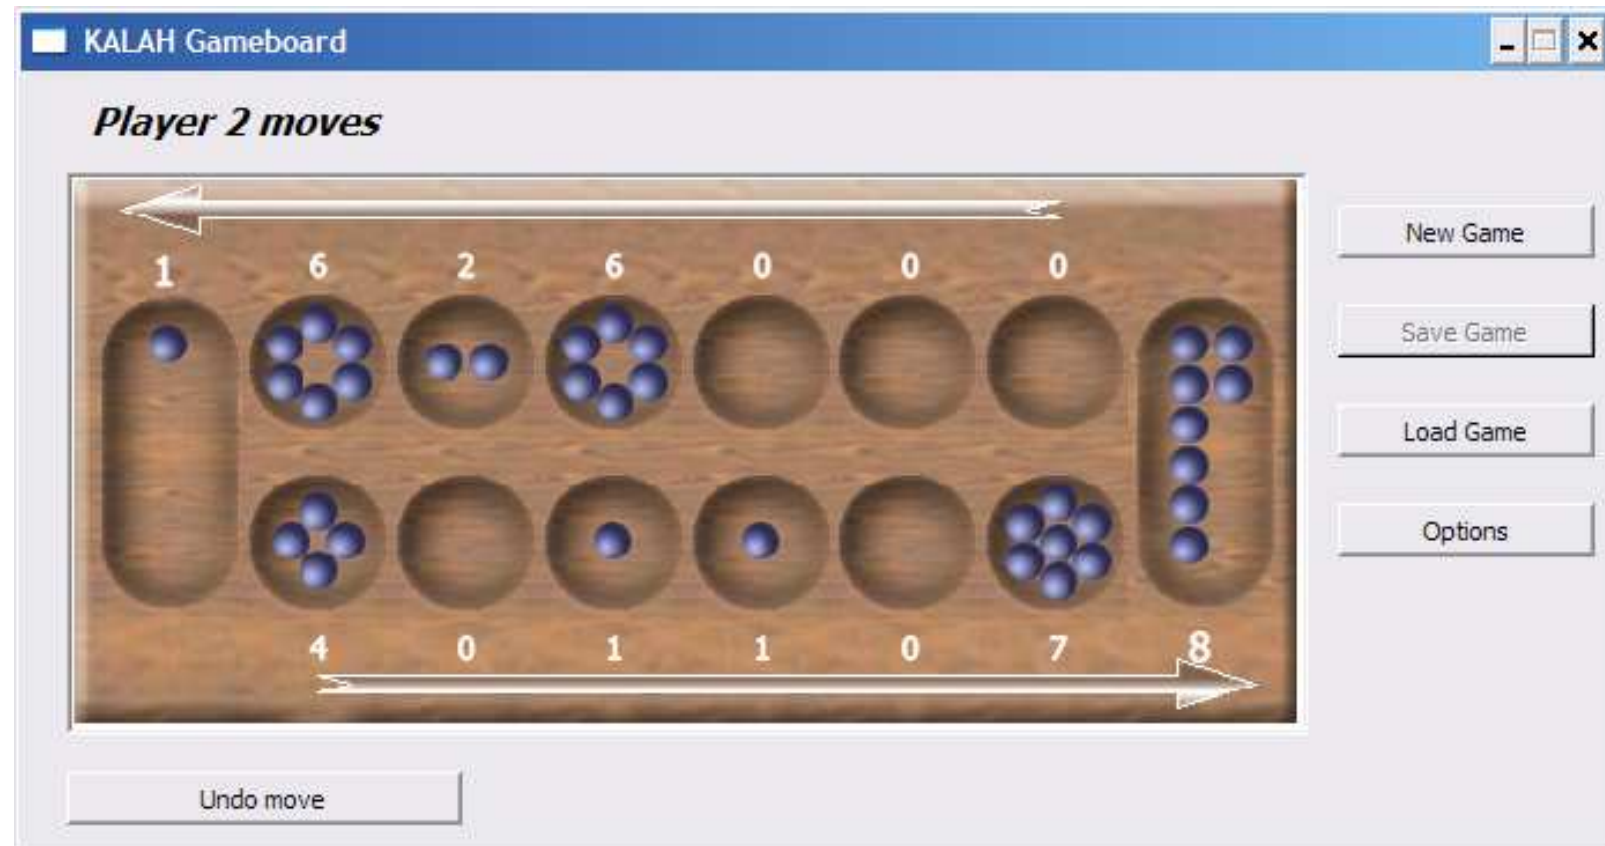 KALAH Gameboard
Player 2 moves
1 6 2 6 0 0 0
4 0 1 1 0 7 8
New Game
Save Game
Load Game
Options
Undo move